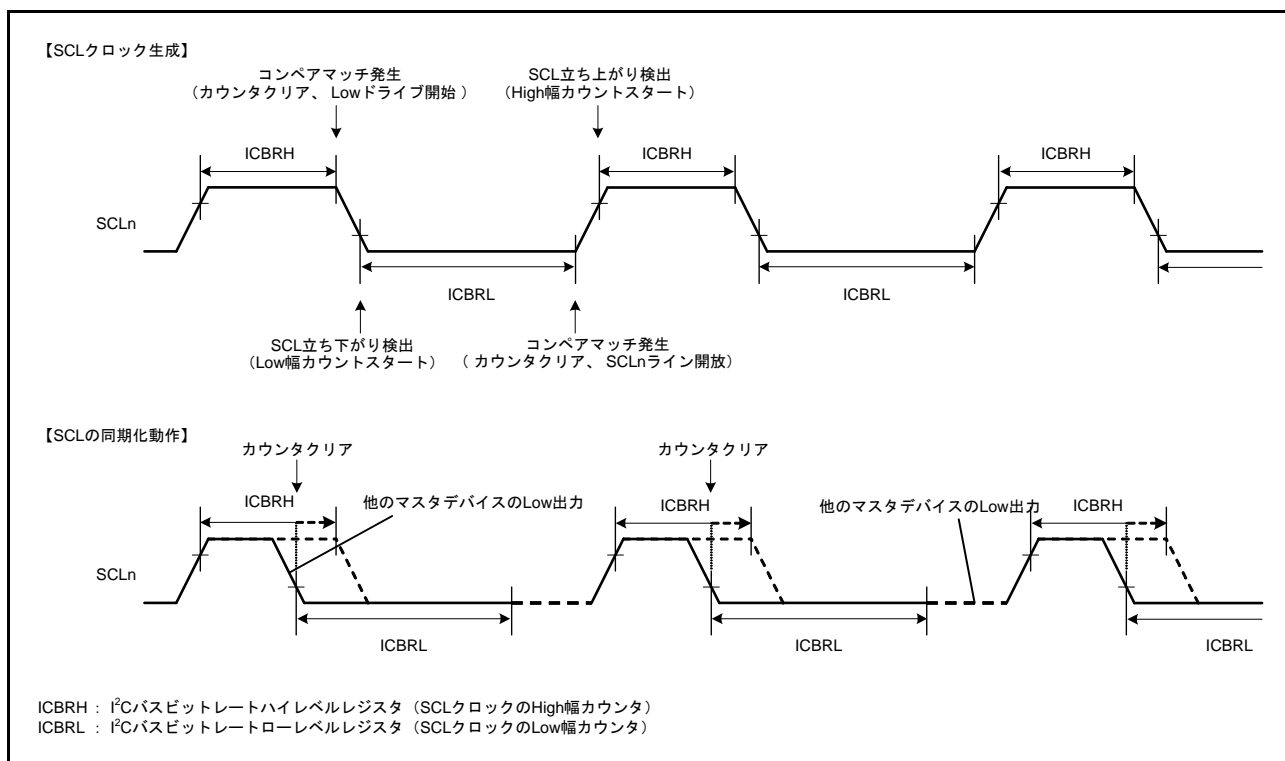 【SCLクロック生成】
コンペアマッチ発生
（カウンタクリア、 Lowドライブ開始 ）
SCL立ち上がり検出
（High幅カウントスタート）
ICBRH
ICBRH
ICBRH
SCLn
ICBRL
ICBRL
SCL立ち下がり検出
（Low幅カウントスタート）
コンペアマッチ発生
（ カウンタクリア、 SCLnライン開放）
【SCLの同期化動作】
カウンタクリア
カウンタクリア
ICBRH
他のマスタデバイスのLow出力
ICBRH
他のマスタデバイスのLow出力
ICBRH
SCLn
ICBRL
ICBRL
ICBRL
ICBRH ： I²Cバスビットレートハイレベルレジスタ（SCLクロックのHigh幅カウンタ）
ICBRL ： I²Cバスビットレートローレベルレジスタ（SCLクロックのLow幅カウンタ）